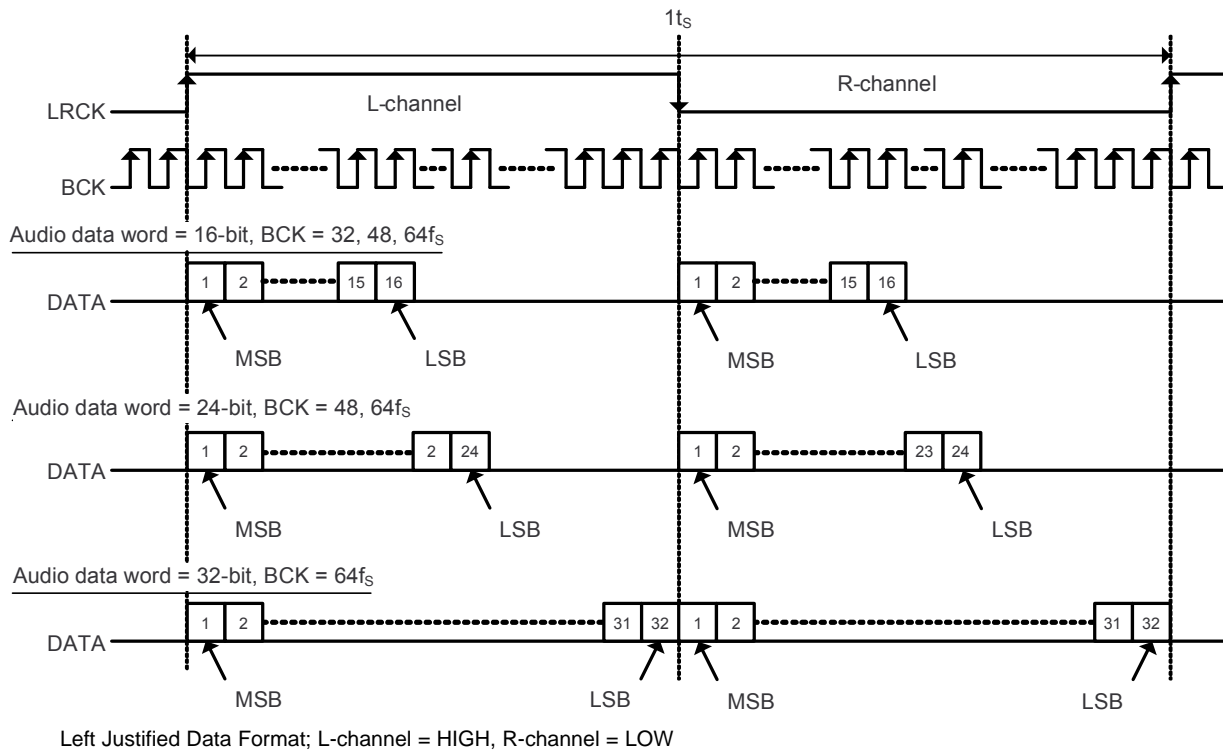 1tS
LRCK
L-channel
R-channel
BCK
Audio data word = 16-bit, BCK = 32, 48, 64fS
DATA
1 2 15 16 1 2 15 16
MSB LSB MSB LSB
Audio data word = 24-bit, BCK = 48, 64fS
DATA
1 2 2 24 1 2 23 24
MSB LSB MSB LSB
Audio data word = 32-bit, BCK = 64fS
DATA
1 2 31 32 1 2 31 32
MSB LSB MSB LSB
Left Justified Data Format; L-channel = HIGH, R-channel = LOW